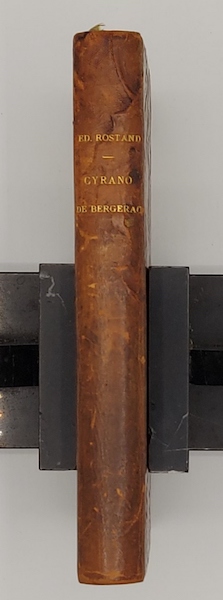 ED. ROSTAND
CYRANO
DE BERGERAC